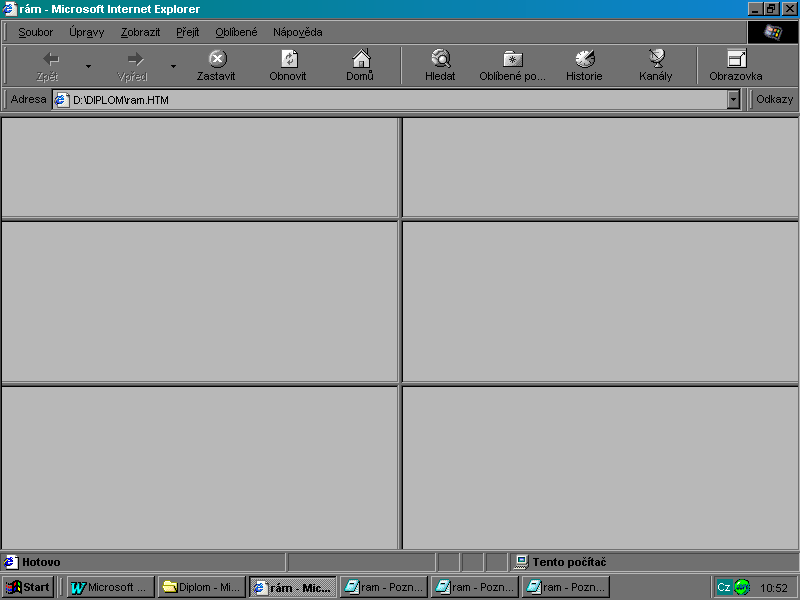 rám - Microsoft Internet Explorer
Soubor Úpravy Zobrazit Přejít Oblíbené Nápověda
Zpět Vpřed Zastavit Obnovit Domů Hledat Oblíbené po... Historie Kanály Obrazovka
Adresa D:\DIPLOM\ram.HTM Odkazy
Hotovo Tento počítač
Start Microsoft ... Diplom - Mi... rám - Mic... ram - Pozn... ram - Pozn... ram - Pozn... Cz 10:52